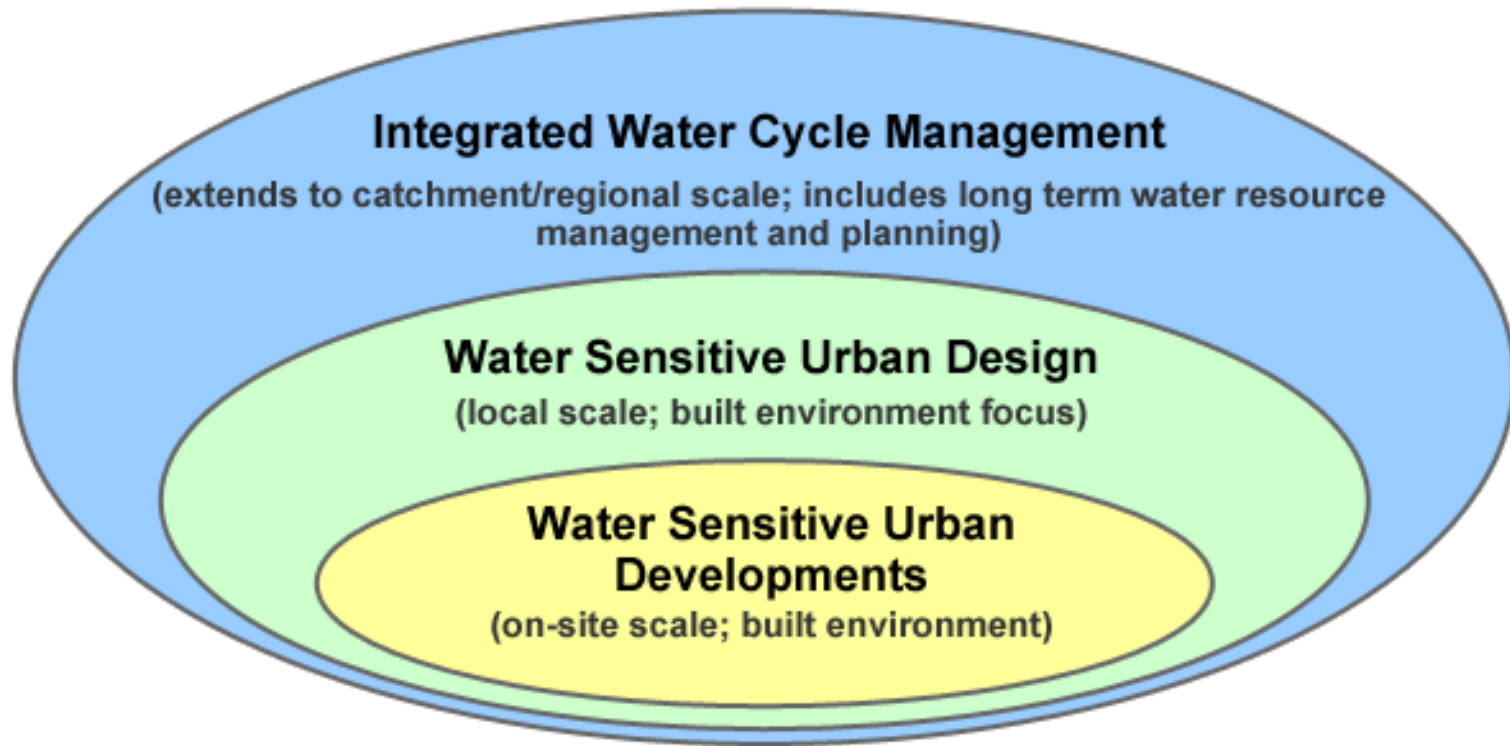 Integrated Water Cycle Management
(extends to catchment/regional scale; includes long term water resource
management and planning)
Water Sensitive Urban Design
(local scale; built environment focus)
Water Sensitive Urban
Developments
(on-site scale; built environment)